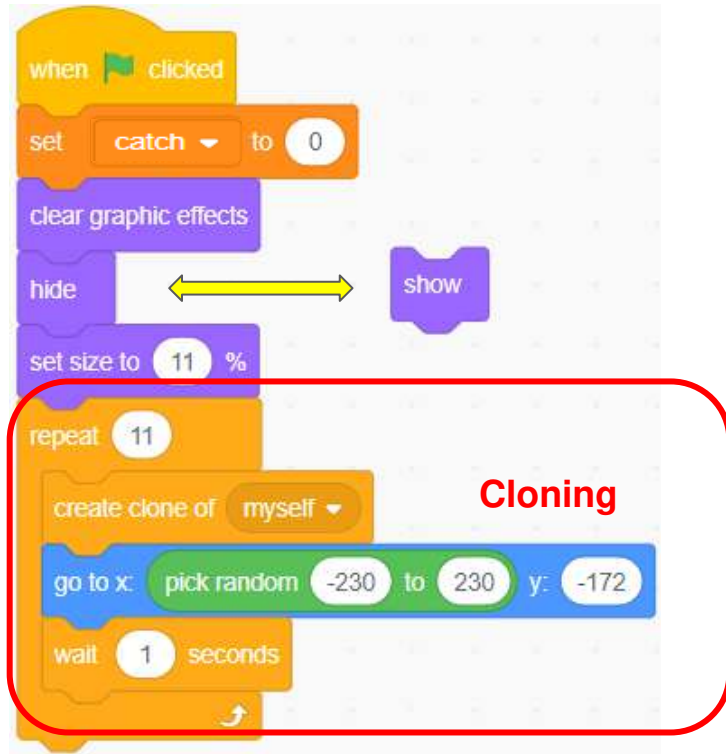 when clicked
set catch to 0
clear graphic effects
hide show
set size to 11 %
repeat 11
create clone of myself
Cloning
go to x: pick random -230 to 230 y: -172
wait 1 seconds